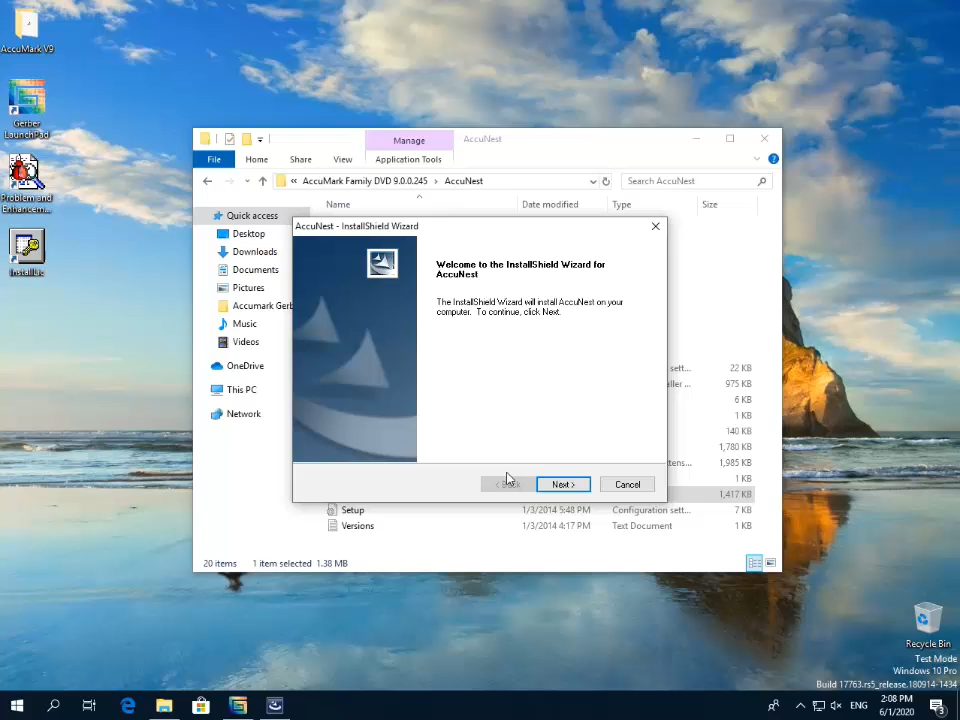 AccuMark V9
Gerber
LaunchPad
Problem and
Enhancem...
InstallLic
Manage
AccuNest
File
Home
Share
View
Application Tools
« AccuMark Family DVD 9.0.0.245 › AccuNest
Search AccuNest
Name
Date modified
Type
Size
Quick access
Desktop
Downloads
Documents
Pictures
Accumark Gerb
Music
Videos
OneDrive
This PC
Network
AccuNest - InstallShield Wizard
Welcome to the InstallShield Wizard for
AccuNest
The InstallShield Wizard will install AccuNest on your
computer. To continue, click Next.
< Back
Next >
Cancel
sett...
22 KB
ller ...
975 KB
6 KB
1 KB
140 KB
1,780 KB
tens...
1,985 KB
1,417 KB
Setup
1/3/2014 5:48 PM
Configuration sett...
7 KB
Versions
1/3/2014 4:17 PM
Text Document
1 KB
20 items
1 item selected 1.38 MB
Recycle Bin
Test Mode
Windows 10 Pro
Build 17763.rs5_release.180914-1434
ENG
2:08 PM
6/1/2020
3